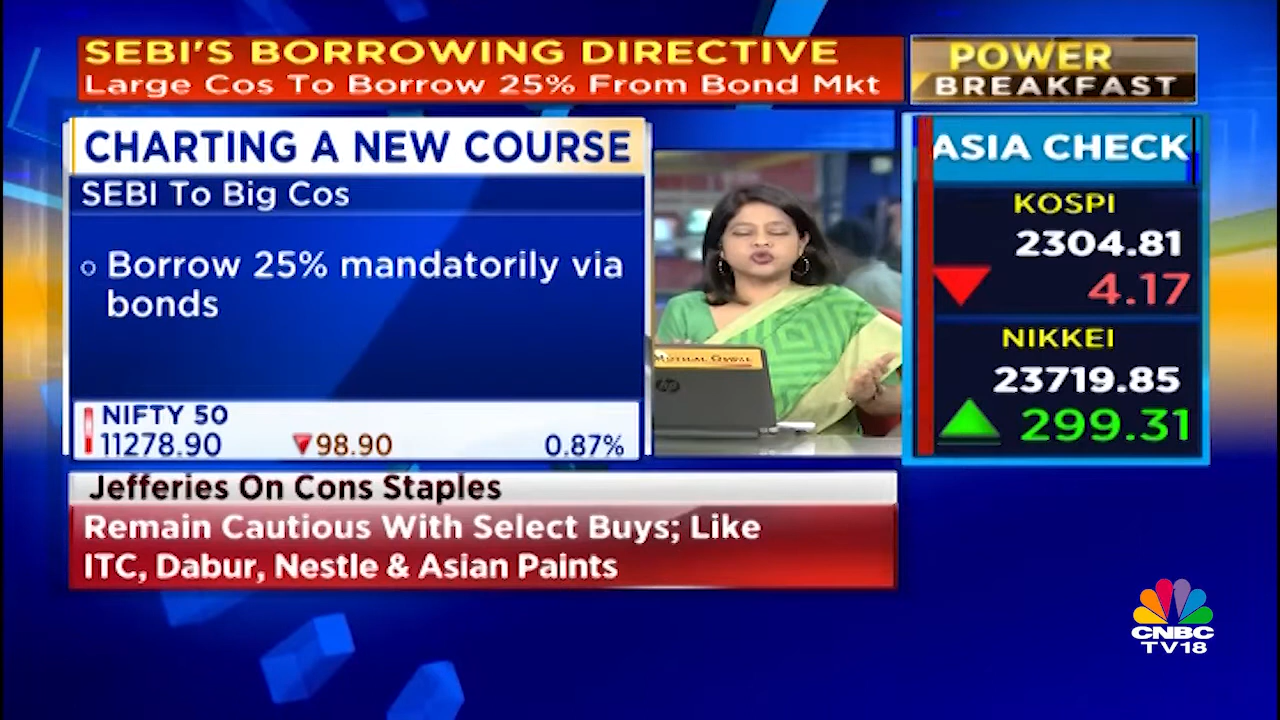 SEBI'S BORROWING DIRECTIVE
Large Cos To Borrow 25% From Bond Mkt
POWER
BREAKFAST
CHARTING A NEW COURSE
SEBI To Big Cos
o Borrow 25% mandatorily via
bonds
NIFTY 50
11278.90 ▼98.90 0.87%
ASIA CHECK
KOSPI
2304.81
▼ 4.17
NIKKEI
23719.85
▲ 299.31
hp
Jefferies On Cons Staples
Remain Cautious With Select Buys; Like
ITC, Dabur, Nestle & Asian Paints
CNBC
TV18